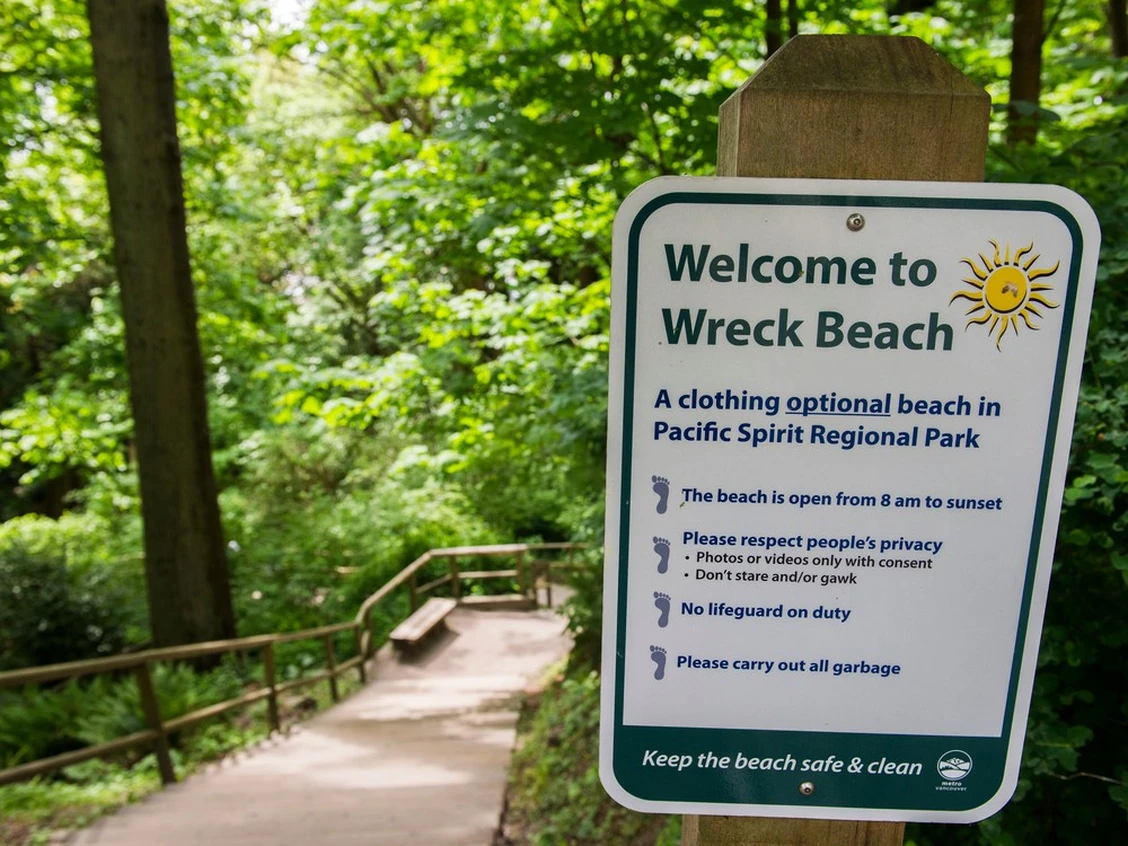 Welcome to
Wreck Beach
A clothing optional beach in
Pacific Spirit Regional Park
The beach is open from 8 am to sunset
Please respect people's privacy
• Photos or videos only with consent
• Don't stare and/or gawk
No lifeguard on duty
Please carry out all garbage
Keep the beach safe & clean
metro
vancouver